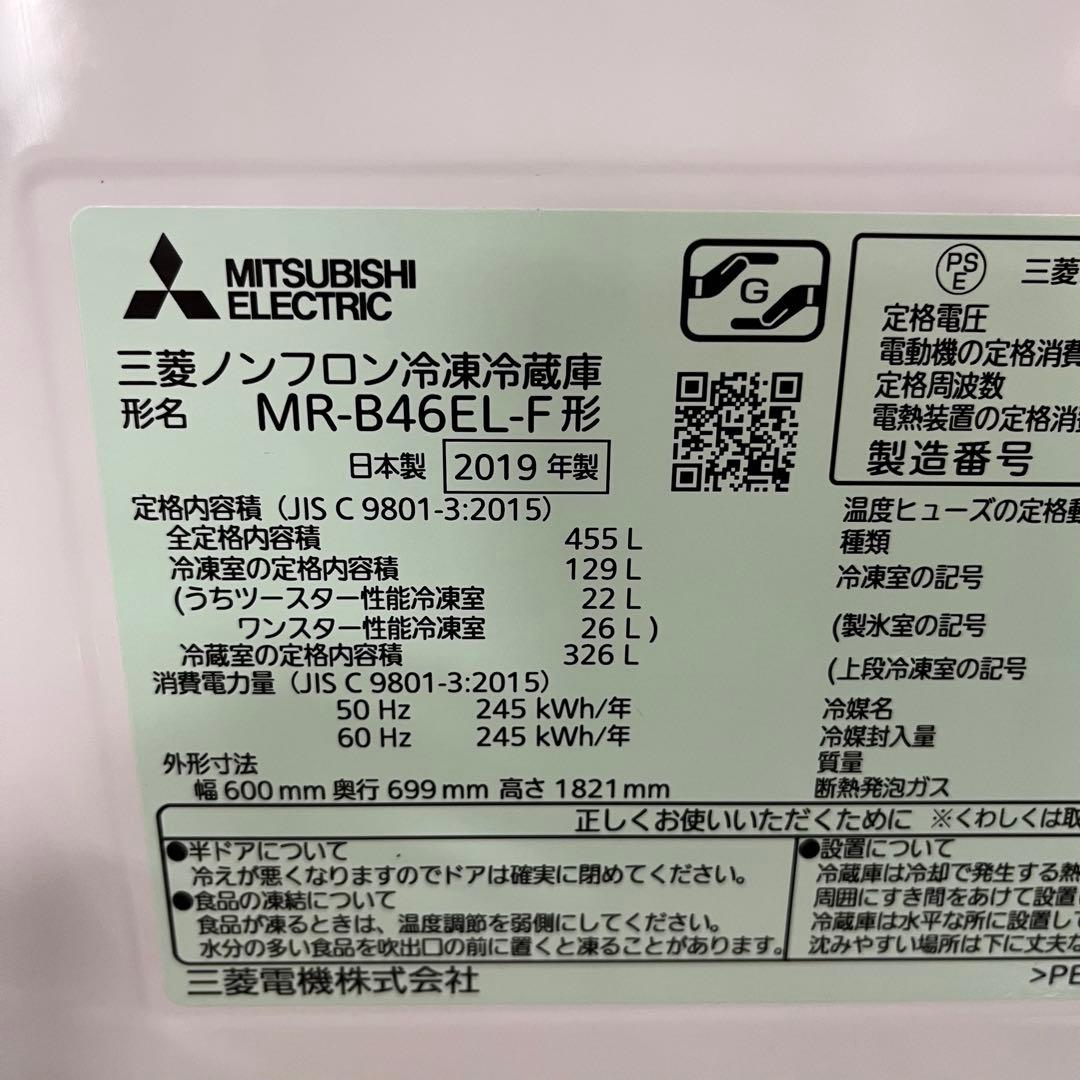 MITSUBISHI
ELECTRIC
三菱ノンフロン冷凍冷蔵庫
形名 MR-B46EL-F形
日本製 2019 年製
定格内容積（JIS C 9801-3:2015）
全定格内容積 455 L
冷凍室の定格内容積 129 L
(うちツースター性能冷凍室 22 L
ワンスター性能冷凍室 26 L )
冷蔵室の定格内容積 326 L
消費電力量（JIS C 9801-3:2015）
50 Hz 245 kWh/年
60 Hz 245 kWh/年
外形寸法
幅 600 mm 奥行 699 mm 高さ 1821 mm
G
PS
E
三菱
定格電圧
電動機の定格消費
定格周波数
電熱装置の定格消費
製造番号
温度ヒューズの定格動
種類
冷凍室の記号
(製氷室の記号
(上段冷凍室の記号
冷媒名
冷媒封入量
質量
断熱発泡ガス
正しくお使いいただくために ※くわしくは取
●半ドアについて
冷えが悪くなりますのでドアは確実に閉めてください。
●食品の凍結について
食品が凍るときは、温度調節を弱側にしてください。
水分の多い食品を吹出口の前に置くと凍ることがあります。
●設置について
冷蔵庫は冷却で発生する熱
周囲にすき間をあけて設置し
冷蔵庫は水平な所に設置して
沈みやすい場所は下に丈夫な
三菱電機株式会社
>PE